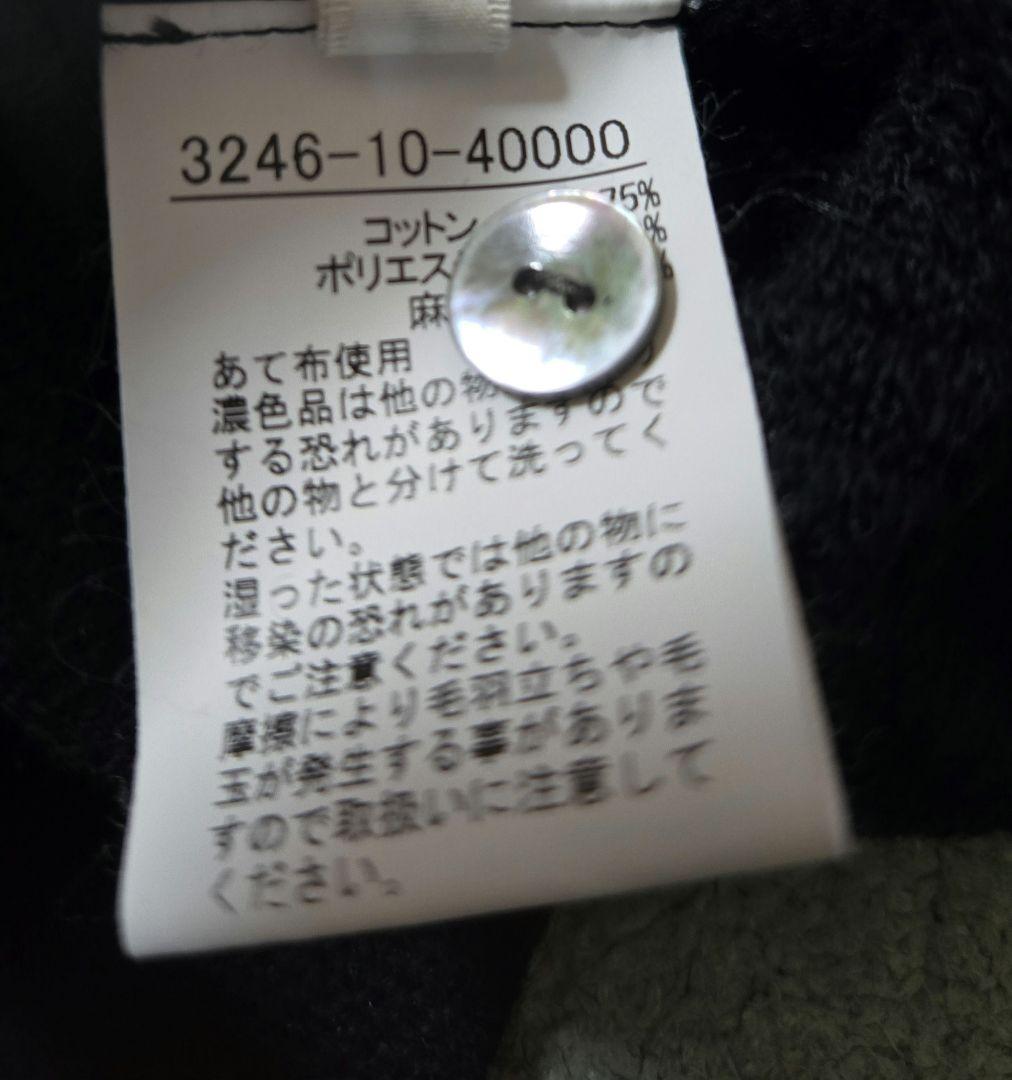 3246-10-40000
コットン 75%
ポリエス %
麻 %
あて布使用
濃色品は他の物
する恐れがありますので
他の物と分けて洗ってく
ださい。
湿った状態では他の物に
移染の恐れがありますの
でご注意ください。
摩擦により毛羽立ちや毛
玉が発生する事がありま
すので取扱いに注意して
ください。